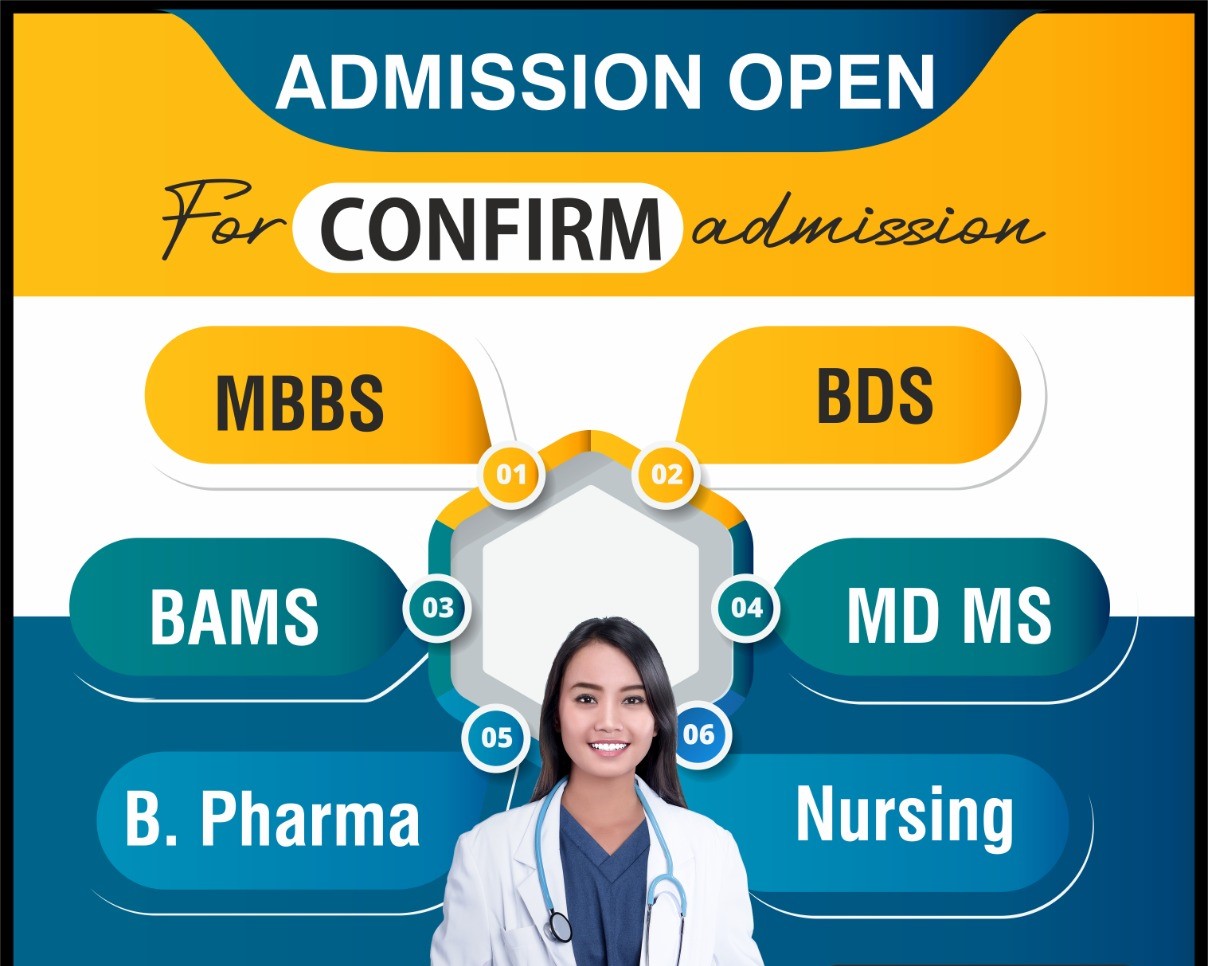 ADMISSION OPEN
For CONFIRM admission
MBBS
BDS
01
02
BAMS
03
04
MD MS
05
06
B. Pharma
Nursing